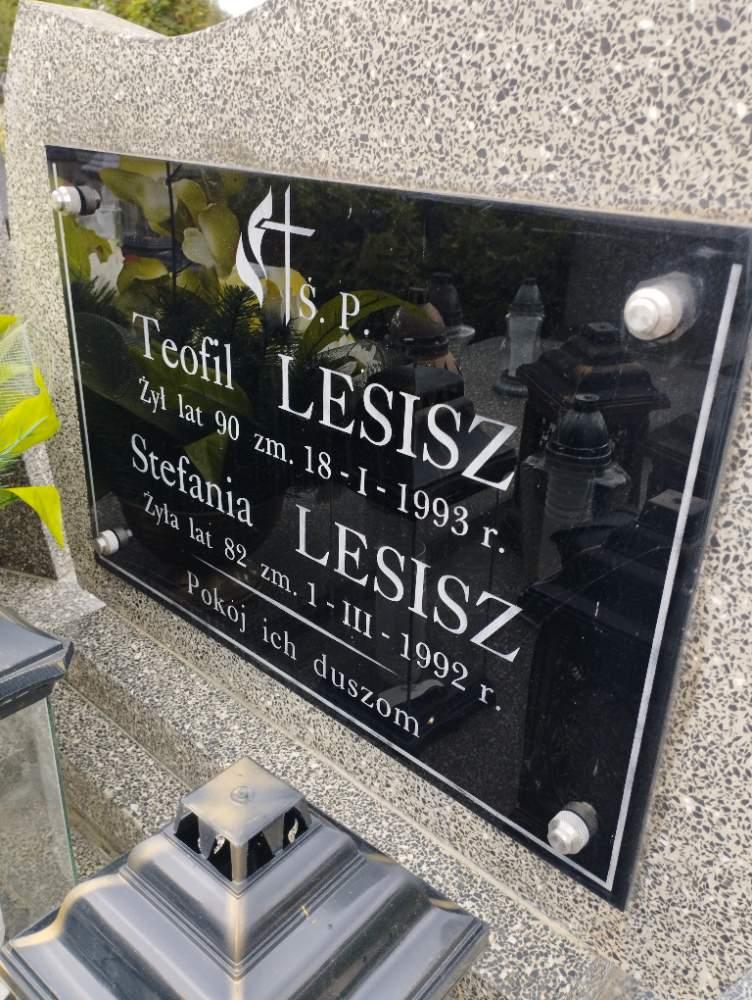 Ś. P.
Teofil LESISZ
Żył lat 90 zm. 18-I-1993 r.
Stefania LESISZ
Żyła lat 82 zm. 1-III-1992 r.
Pokój ich duszom